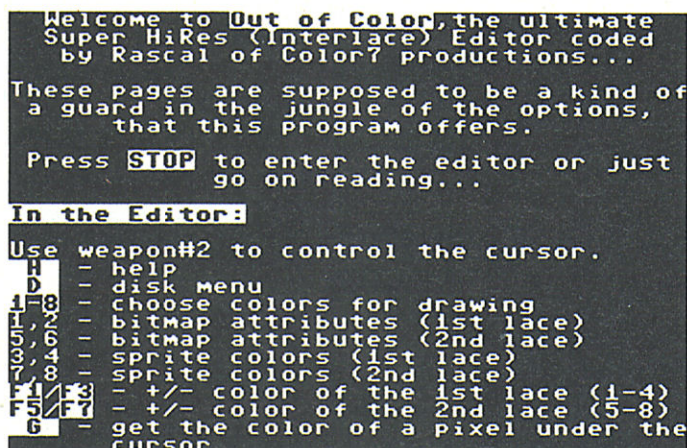 Welcome to Out of Color,the ultimate
Super HiRes (Interlace) Editor coded
by Rascal of Color7 productions...
These pages are supposed to be a kind of
a guard in the jungle of the options,
that this program offers.
Press STOP to enter the editor or just
go on reading...
In the Editor:
Use weapon#2 to control the cursor.
H - help
D - disk menu
1-8 - choose colors for drawing
1,2 - bitmap attributes (1st lace)
5,6 - bitmap attributes (2nd lace)
3,4 - sprite colors (1st lace)
7,8 - sprite colors (2nd lace)
F1/F3 - +/- color of the 1st lace (1-4)
F5/F7 - +/- color of the 2nd lace (5-8)
G - get the color of a pixel under the
cursor